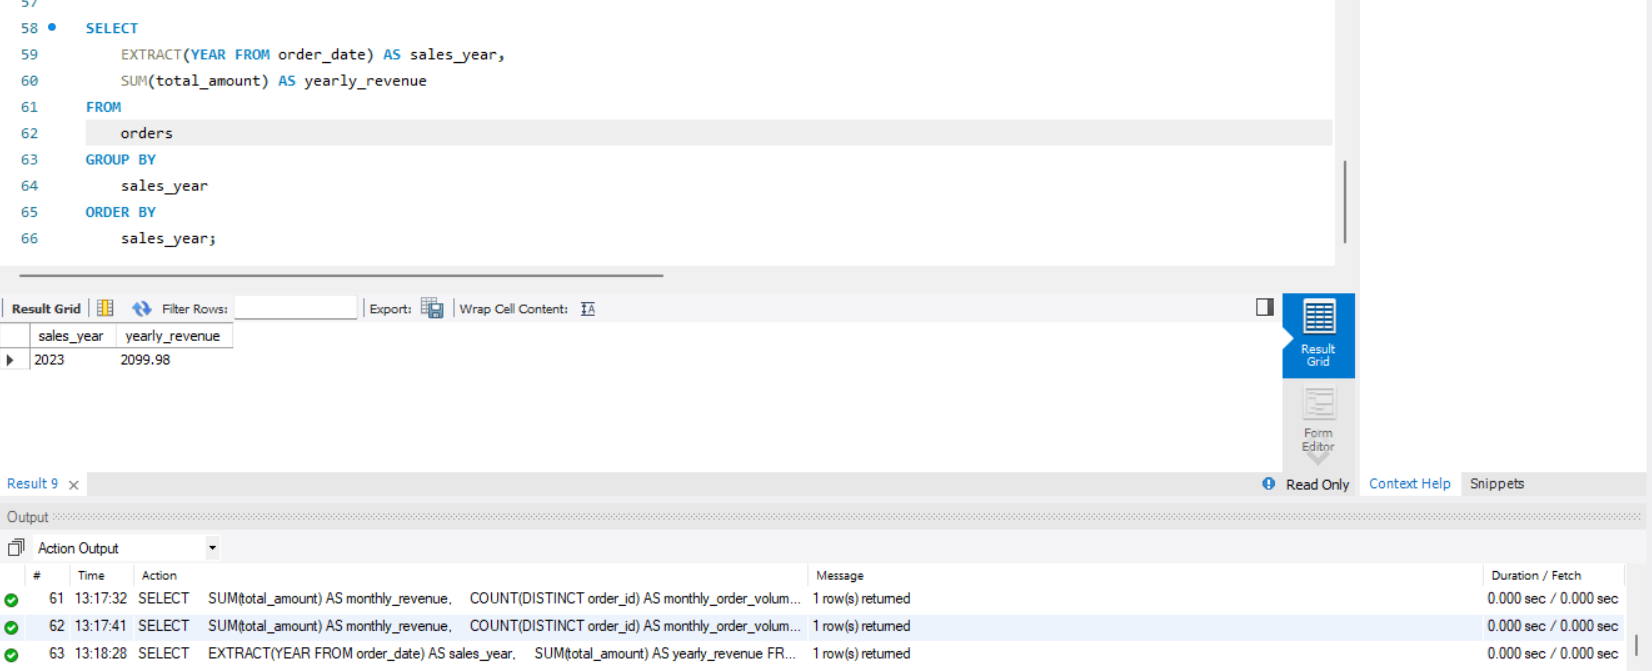 57
58 SELECT
59 EXTRACT(YEAR FROM order_date) AS sales_year,
60 SUM(total_amount) AS yearly_revenue
61 FROM
62 orders
63 GROUP BY
64 sales_year
65 ORDER BY
66 sales_year;
Result Grid Filter Rows: Export: Wrap Cell Content:
sales_year yearly_revenue
2023 2099.98
Result Grid
Form Editor
Result 9 Read Only Context Help Snippets
Output
Action Output
# Time Action Message Duration / Fetch
61 13:17:32 SELECT SUM(total_amount) AS monthly_revenue, COUNT(DISTINCT order_id) AS monthly_order_volum... 1 row(s) returned 0.000 sec / 0.000 sec
62 13:17:41 SELECT SUM(total_amount) AS monthly_revenue, COUNT(DISTINCT order_id) AS monthly_order_volum... 1 row(s) returned 0.000 sec / 0.000 sec
63 13:18:28 SELECT EXTRACT(YEAR FROM order_date) AS sales_year, SUM(total_amount) AS yearly_revenue FR... 1 row(s) returned 0.000 sec / 0.000 sec